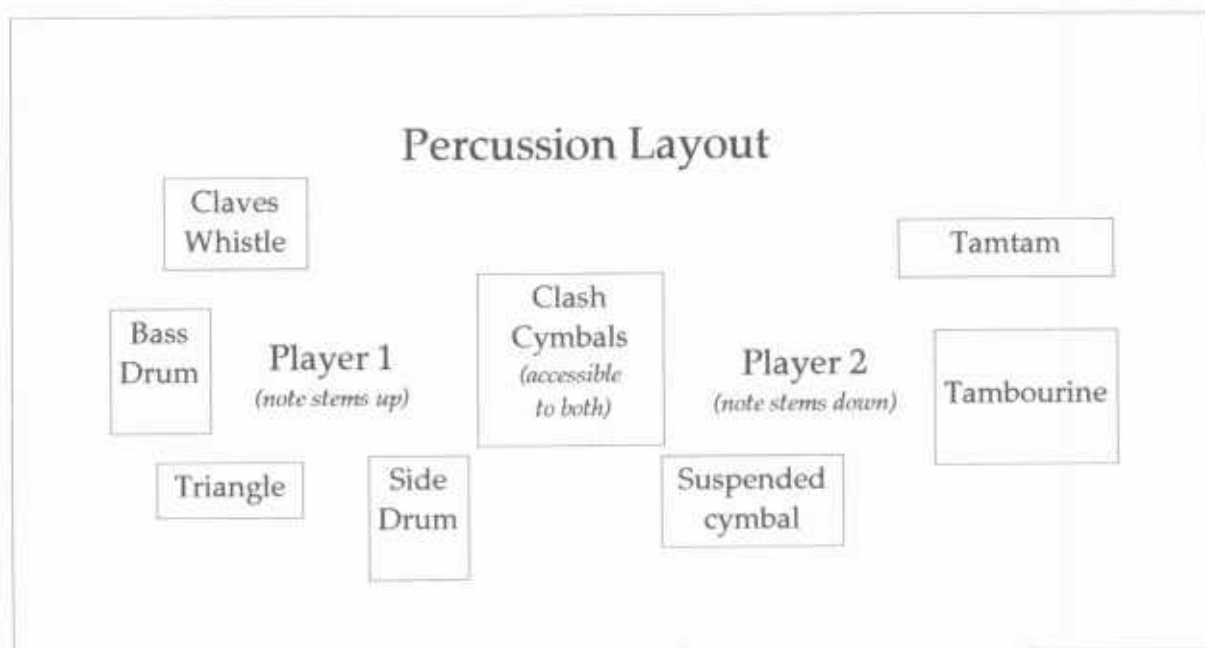 Percussion Layout
Claves
Whistle
Tamtam
Bass
Drum
Player 1
(note stems up)
Clash
Cymbals
(accessible
to both)
Player 2
(note stems down)
Tambourine
Triangle
Side
Drum
Suspended
cymbal